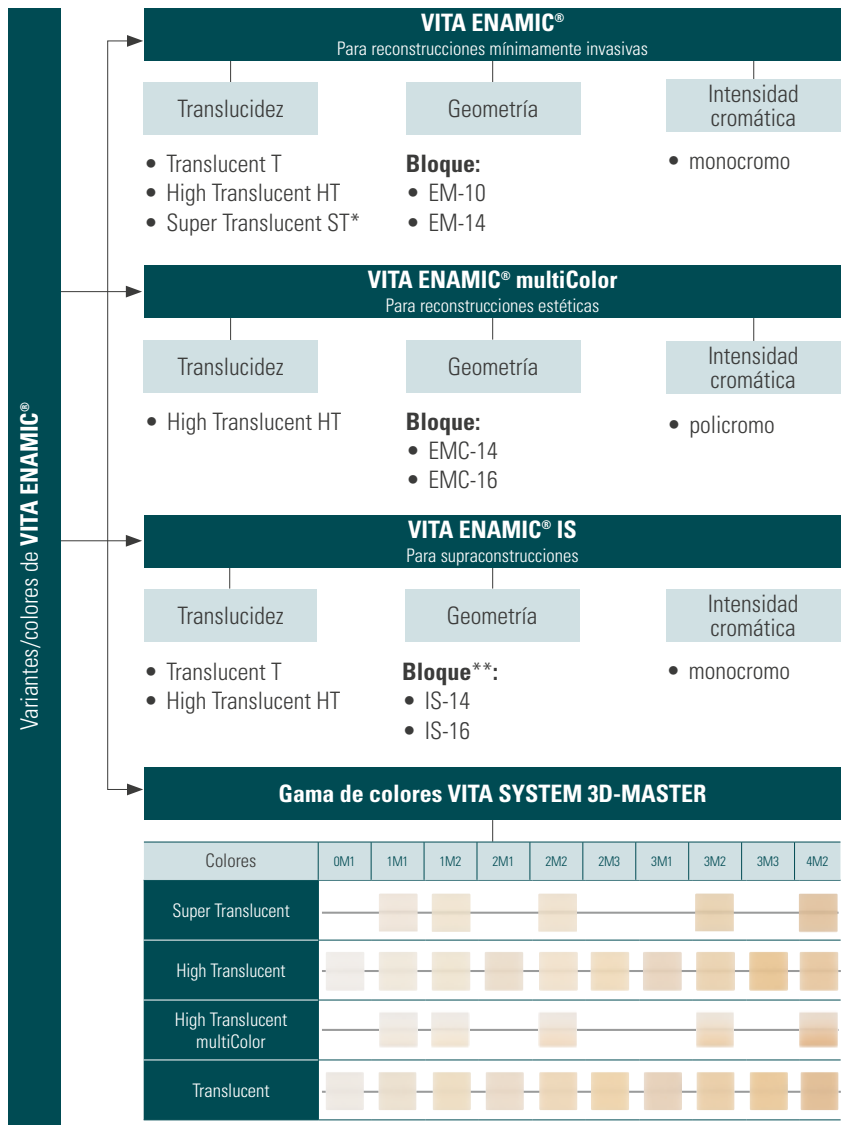 Variantes/colores de VITA ENAMIC®
VITA ENAMIC®
Para reconstrucciones mínimamente invasivas
Translucidez
Geometría
Intensidad
cromática
• Translucent T
• High Translucent HT
• Super Translucent ST*
Bloque:
• EM-10
• EM-14
• monocromo
VITA ENAMIC® multiColor
Para reconstrucciones estéticas
Translucidez
Geometría
Intensidad
cromática
• High Translucent HT
Bloque:
• EMC-14
• EMC-16
• policromo
VITA ENAMIC® IS
Para supraconstrucciones
Translucidez
Geometría
Intensidad
cromática
• Translucent T
• High Translucent HT
Bloque**:
• IS-14
• IS-16
• monocromo
Gama de colores VITA SYSTEM 3D-MASTER
Colores 0M1 1M1 1M2 2M1 2M2 2M3 3M1 3M2 3M3 4M2
Super Translucent
High Translucent
High Translucent
multiColor
Translucent